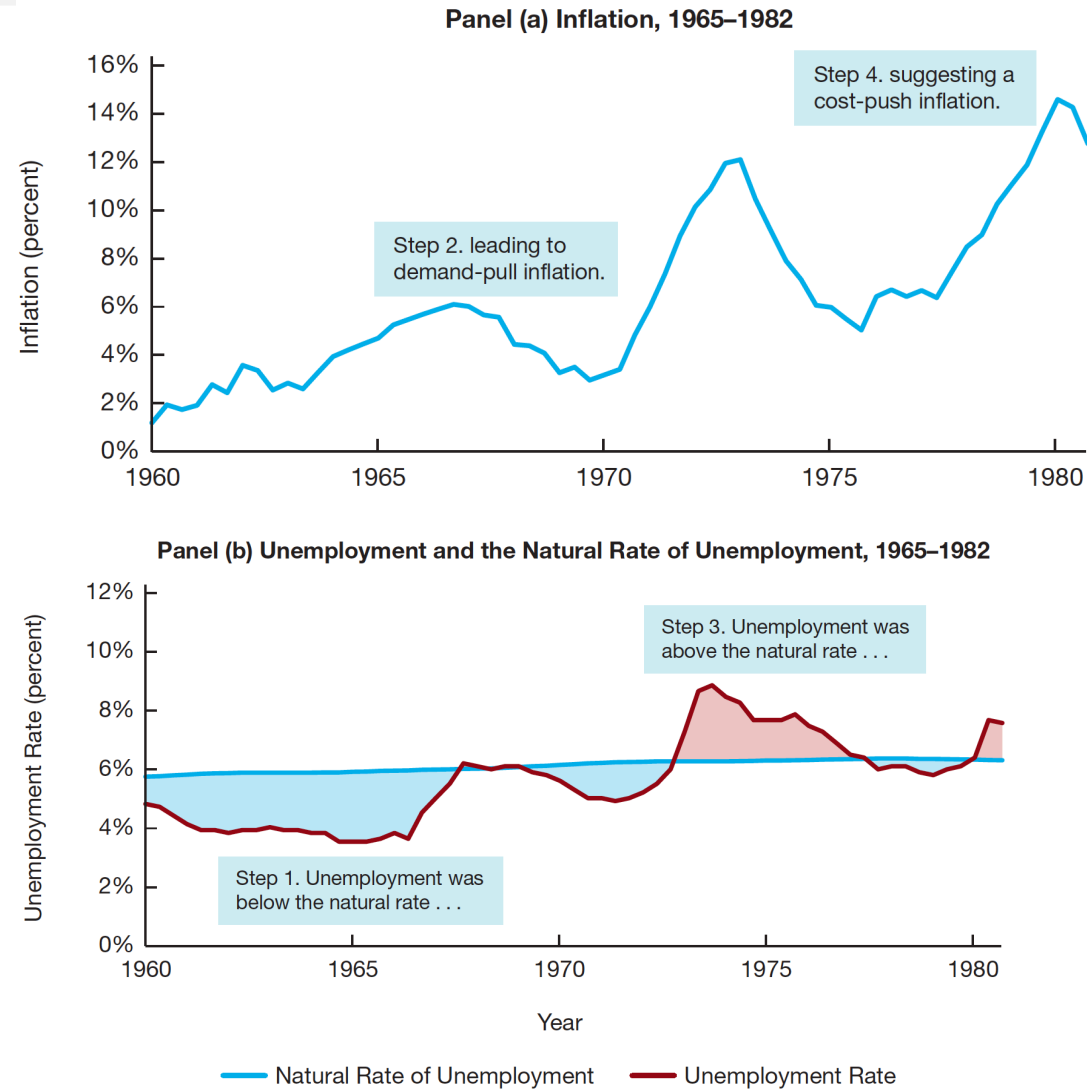 Panel (a) Inflation, 1965–1982
16%
14%
12%
10%
8%
6%
4%
2%
0%
Inflation (percent)
Step 4. suggesting a
cost-push inflation.
Step 2. leading to
demand-pull inflation.
1960 1965 1970 1975 1980
Panel (b) Unemployment and the Natural Rate of Unemployment, 1965–1982
12%
10%
8%
6%
4%
2%
0%
Unemployment Rate (percent)
Step 3. Unemployment was
above the natural rate . . .
Step 1. Unemployment was
below the natural rate . . .
1960 1965 1970 1975 1980
Year
Natural Rate of Unemployment Unemployment Rate